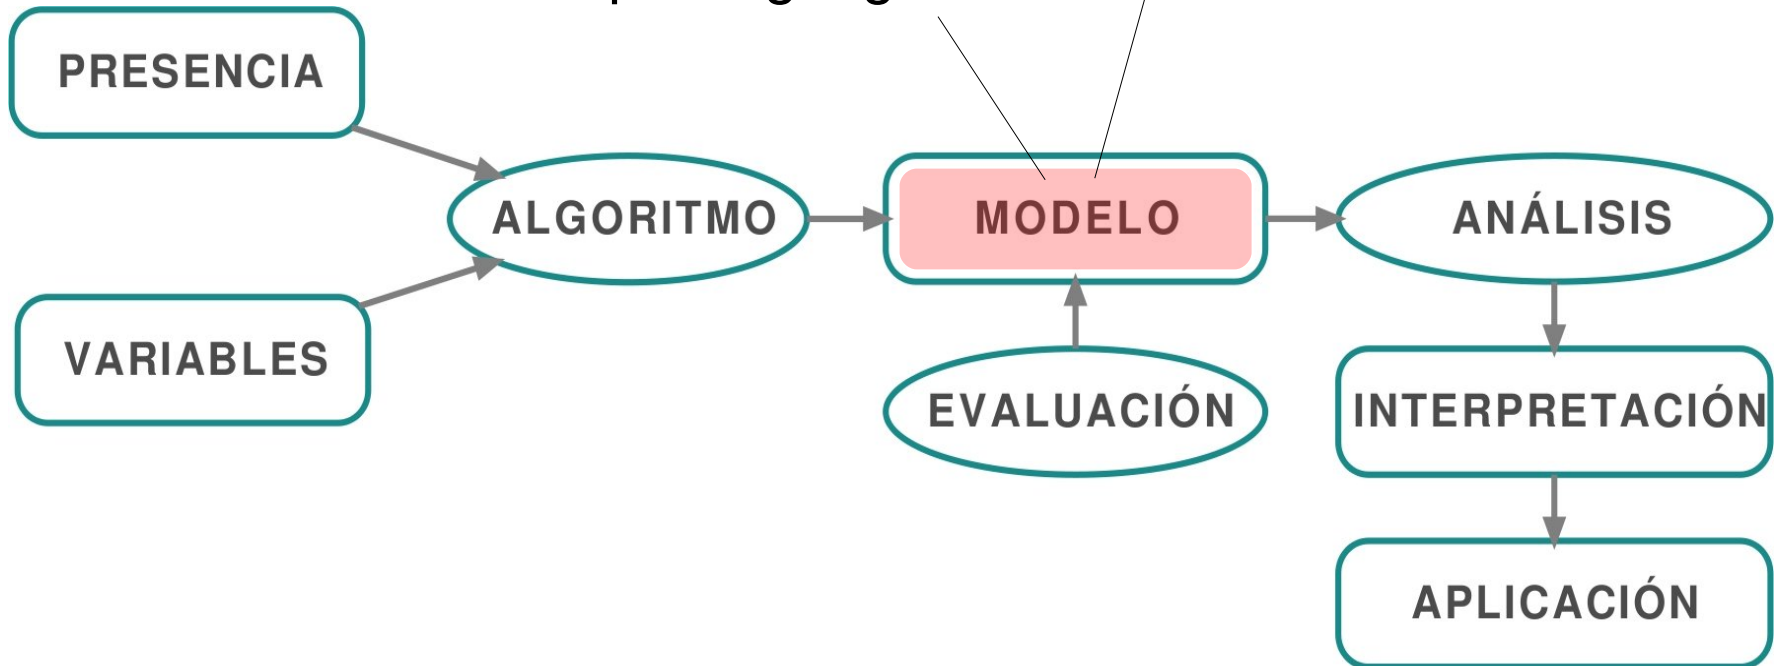 PRESENCIA
ALGORITMO
VARIABLES
MODELO
EVALUACIÓN
ANÁLISIS
INTERPRETACIÓN
APLICACIÓN